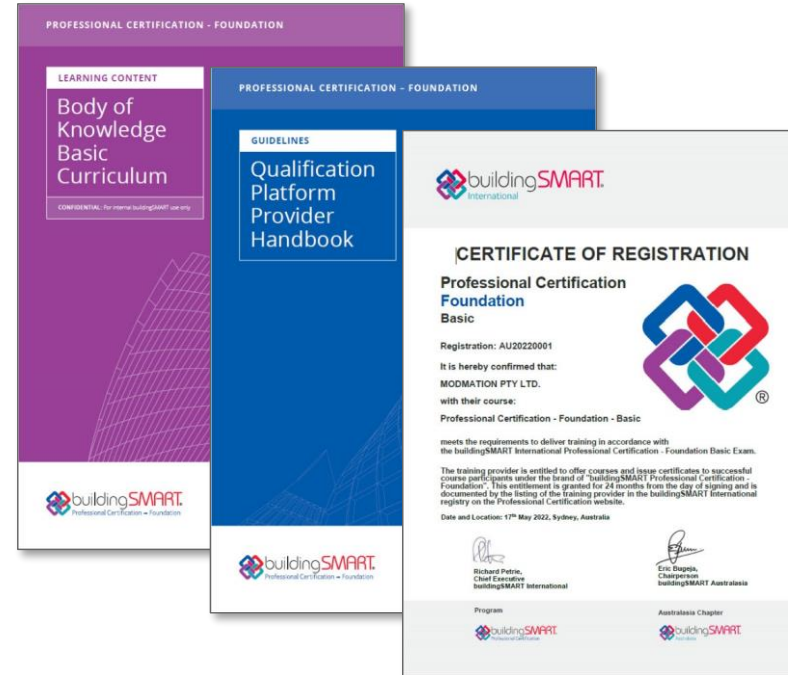 PROFESSIONAL CERTIFICATION - FOUNDATION
LEARNING CONTENT
Body of
Knowledge
Basic
Curriculum
CONFIDENTIAL: For internal buildingSMART use only
buildingSMART.
Professional Certification – Foundation
PROFESSIONAL CERTIFICATION – FOUNDATION
GUIDELINES
Qualification
Platform
Provider
Handbook
buildingSMART.
Professional Certification – Foundation
buildingSMART.
International
CERTIFICATE OF REGISTRATION
Professional Certification
Foundation
Basic
Registration: AU20220001
It is hereby confirmed that:
MODMATION PTY LTD.
with their course:
Professional Certification - Foundation - Basic
®
meets the requirements to deliver training in accordance with
the buildingSMART International Professional Certification - Foundation Basic Exam.
The training provider is entitled to offer courses and issue certificates to successful
course participants under the brand of "buildingSMART Professional Certification -
Foundation". This entitlement is granted for 24 months from the day of signing and is
documented by the listing of the training provider in the buildingSMART International
registry on the Professional Certification website.
Date and Location: 17th May 2022, Sydney, Australia
Richard Petrie,
Chief Executive
buildingSMART International
Eric Bugeja,
Chairperson
buildingSMART Australasia
Program
buildingSMART.
Professional Certification
Australasia Chapter
buildingSMART.
Australasia